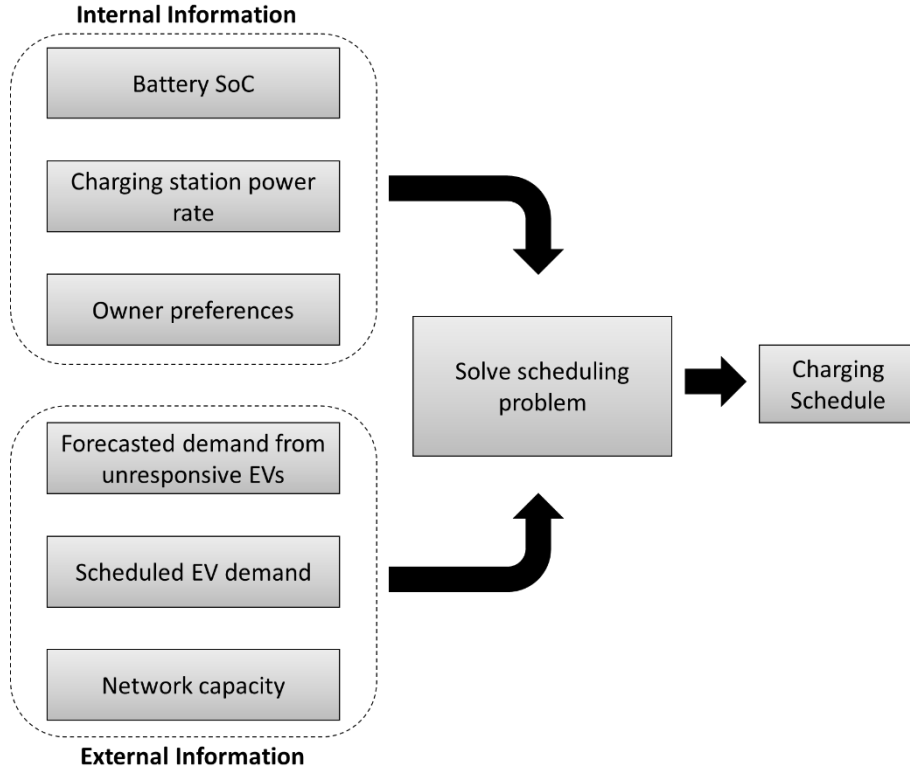 Internal Information
Battery SoC
Charging station power
rate
Owner preferences
Forecasted demand from
unresponsive EVs
Scheduled EV demand
Network capacity
External Information
Solve scheduling
problem
Charging
Schedule